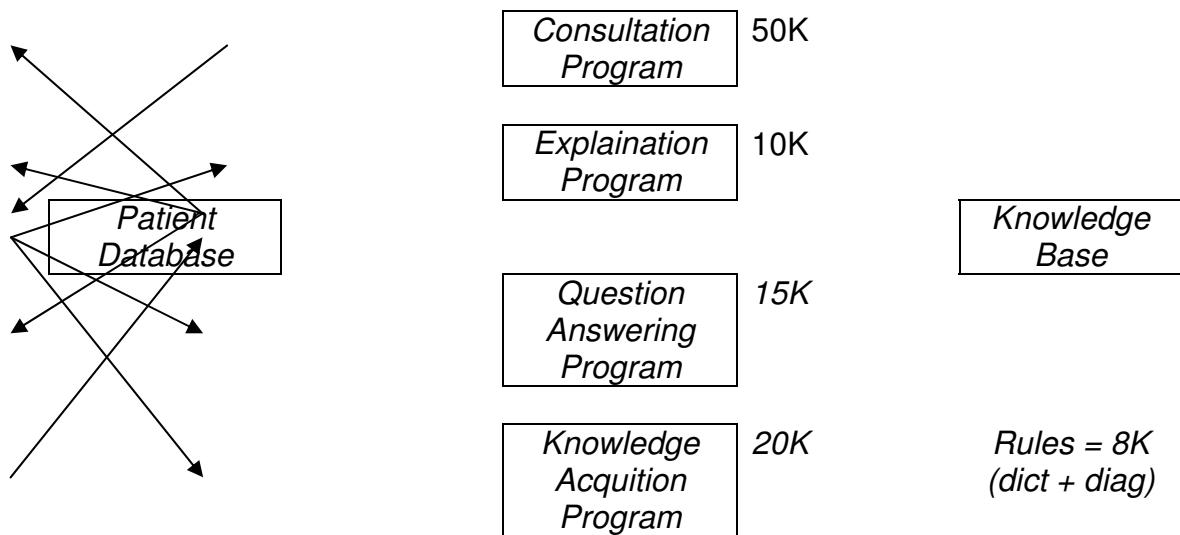 Consultation
Program
50K
Explaination
Program
10K
Patient
Database
Knowledge
Base
Question
Answering
Program
15K
Knowledge
Acquition
Program
20K
Rules = 8K
(dict + diag)